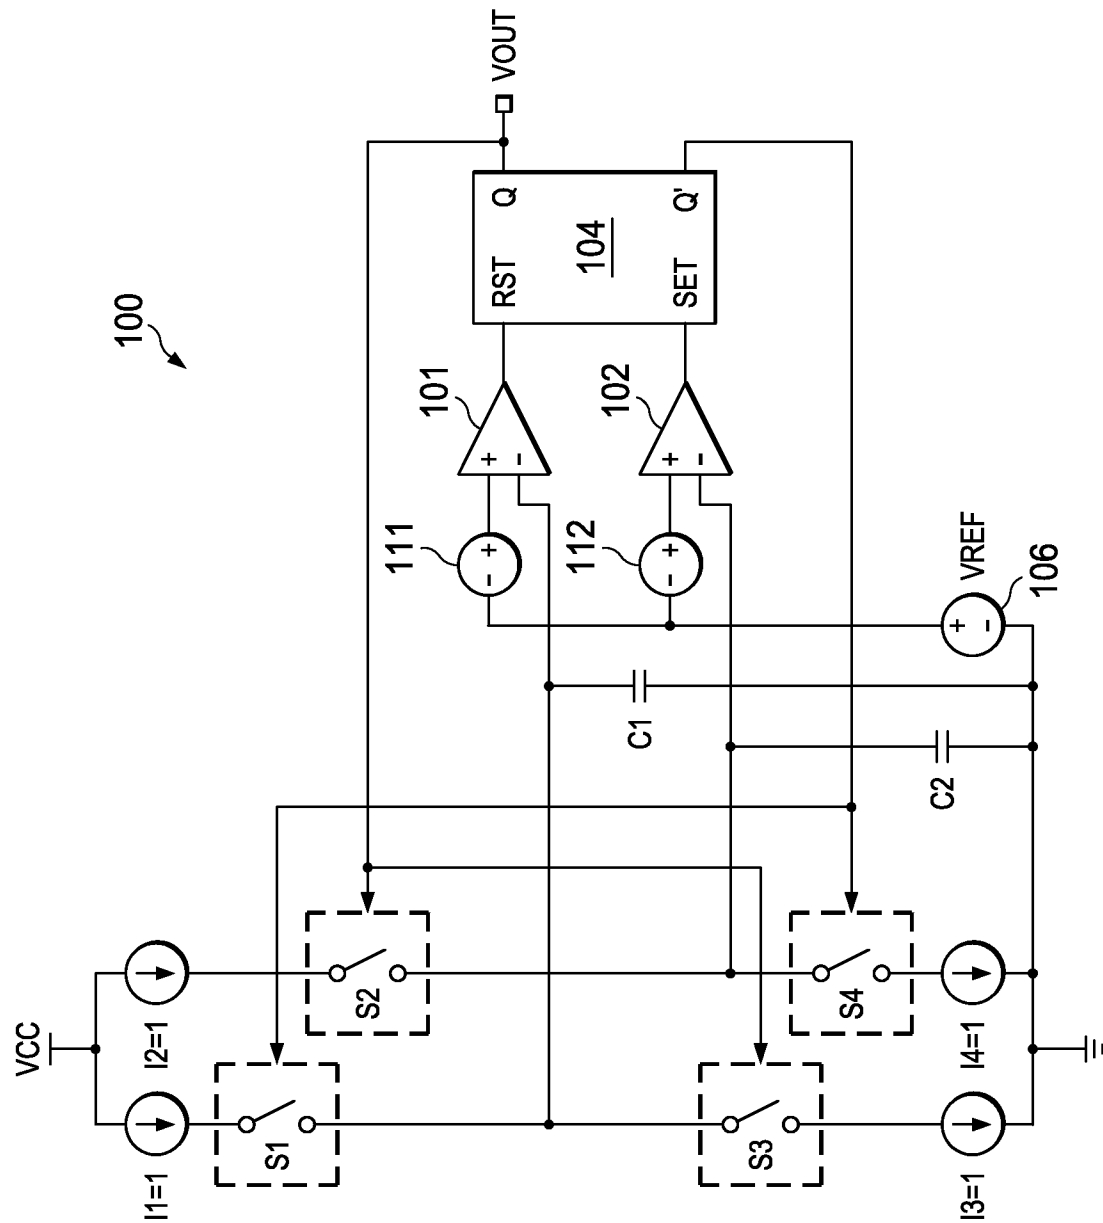 100
VCC
I1=1
I2=1
S1
S2
S3
S4
I3=1
I4=1
C1
C2
VREF
106
111
112
+
-
101
102
RST
SET
Q
Q'
104
VOUT